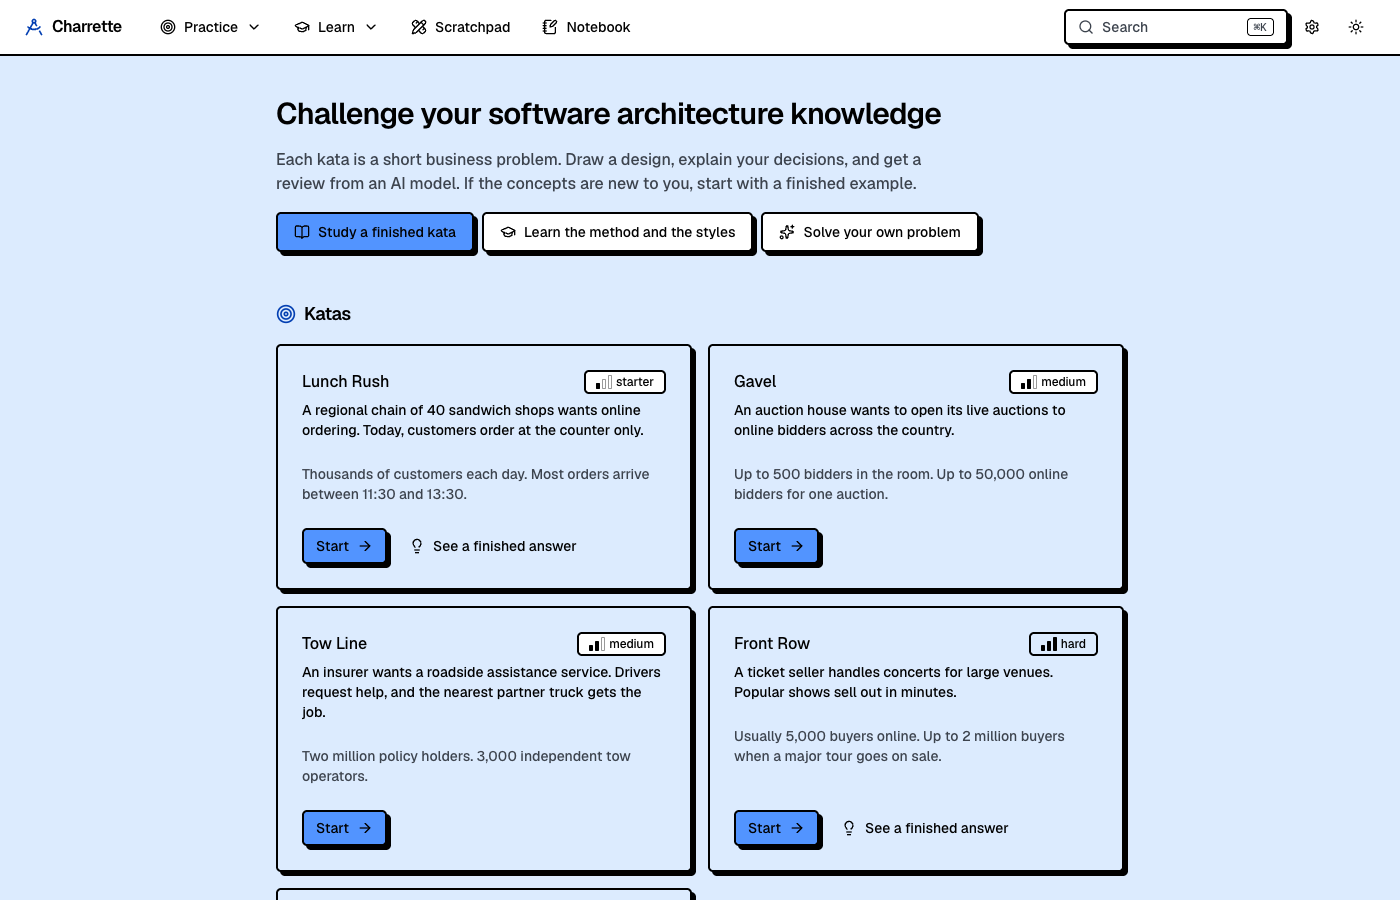 Charrette
Practice
Learn
Scratchpad
Notebook
Search
⌘K
Challenge your software architecture knowledge
Each kata is a short business problem. Draw a design, explain your decisions, and get a
review from an AI model. If the concepts are new to you, start with a finished example.
Study a finished kata
Learn the method and the styles
Solve your own problem
Katas
Lunch Rush
starter
A regional chain of 40 sandwich shops wants online
ordering. Today, customers order at the counter only.
Thousands of customers each day. Most orders arrive
between 11:30 and 13:30.
Start
See a finished answer
Gavel
medium
An auction house wants to open its live auctions to
online bidders across the country.
Up to 500 bidders in the room. Up to 50,000 online
bidders for one auction.
Start
Tow Line
medium
An insurer wants a roadside assistance service. Drivers
request help, and the nearest partner truck gets the
job.
Two million policy holders. 3,000 independent tow
operators.
Start
Front Row
hard
A ticket seller handles concerts for large venues.
Popular shows sell out in minutes.
Usually 5,000 buyers online. Up to 2 million buyers
when a major tour goes on sale.
Start
See a finished answer